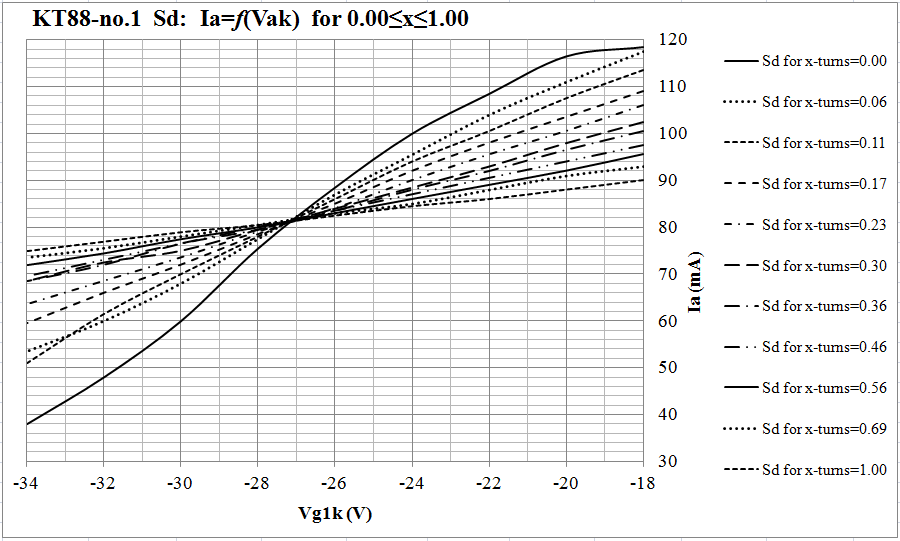 KT88-no.1 Sd: Ia=f(Vak) for 0.00≤x≤1.00
120
110
100
90
80
70
60
50
40
30
Ia (mA)
-34 -32 -30 -28 -26 -24 -22 -20 -18
Vg1k (V)
Sd for x-turns=0.00
Sd for x-turns=0.06
Sd for x-turns=0.11
Sd for x-turns=0.17
Sd for x-turns=0.23
Sd for x-turns=0.30
Sd for x-turns=0.36
Sd for x-turns=0.46
Sd for x-turns=0.56
Sd for x-turns=0.69
Sd for x-turns=1.00